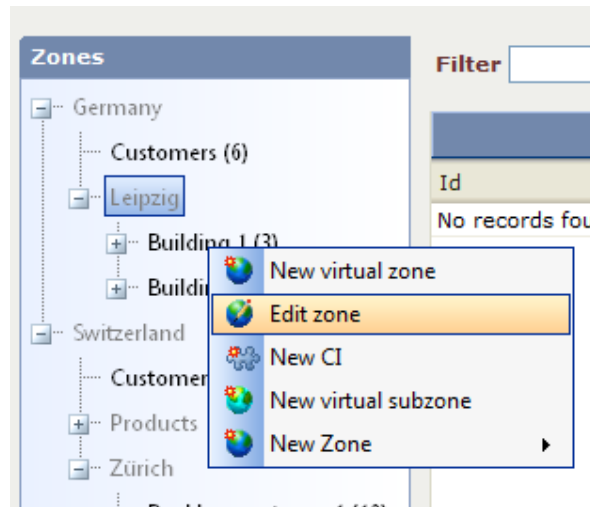 Zones
Filter
Germany
Customers (6)
Id
Leipzig
No records fou
Building 1 (3)
New virtual zone
Buildin
Edit zone
Switzerland
New CI
Customer
New virtual subzone
Products
New Zone
Zürich